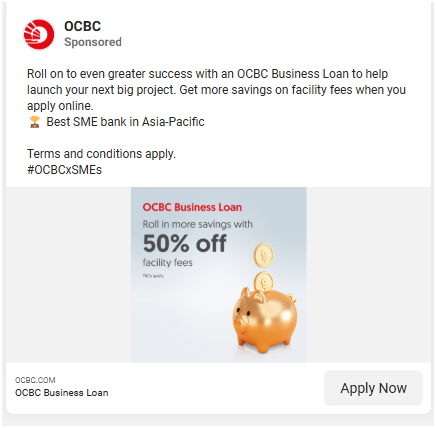 OCBC
Sponsored
Roll on to even greater success with an OCBC Business Loan to help
launch your next big project. Get more savings on facility fees when you
apply online.
🏆 Best SME bank in Asia-Pacific
Terms and conditions apply.
#OCBCxSMEs
OCBC Business Loan
Roll in more savings with
50% off
facility fees
T&Cs apply.
OCBC.COM
OCBC Business Loan
Apply Now